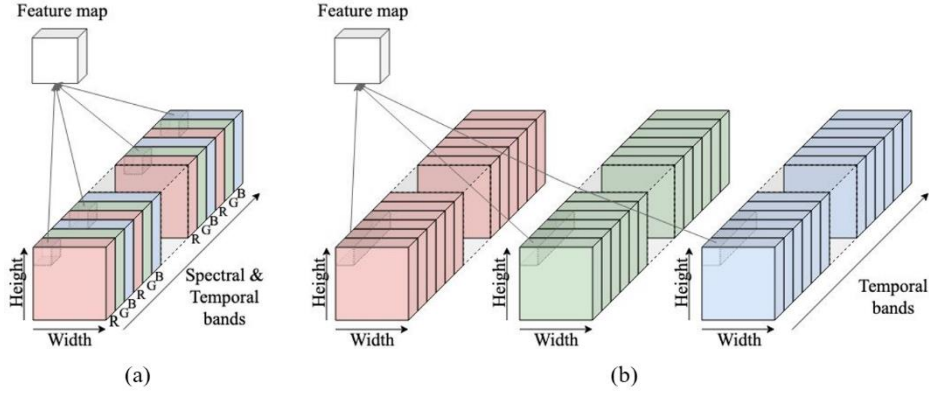 Feature map
Feature map
Height
Width
R
G
B
R
G
B
R
G
B
R
G
B
Spectral &
Temporal
bands
Height
Width
Height
Width
Height
Width
Temporal
bands
(a)
(b)